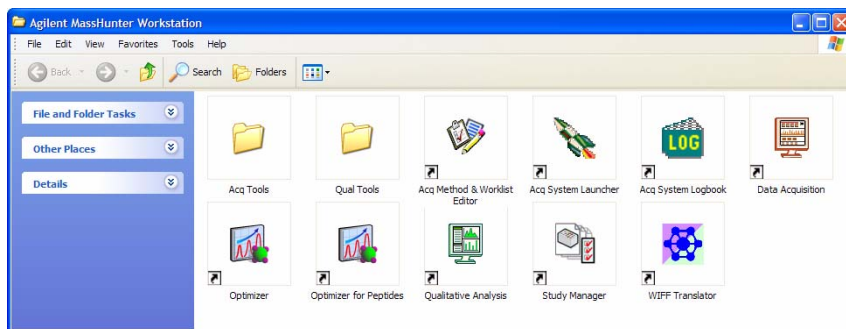 Agilent MassHunter Workstation
File Edit View Favorites Tools Help
Back Search Folders
File and Folder Tasks
Other Places
Details
Acq Tools
Qual Tools
Acq Method & Worklist
Editor
Acq System Launcher
LOG
Acq System Logbook
Data Acquisition
Optimizer
Optimizer for Peptides
Qualitative Analysis
Study Manager
WIFF Translator